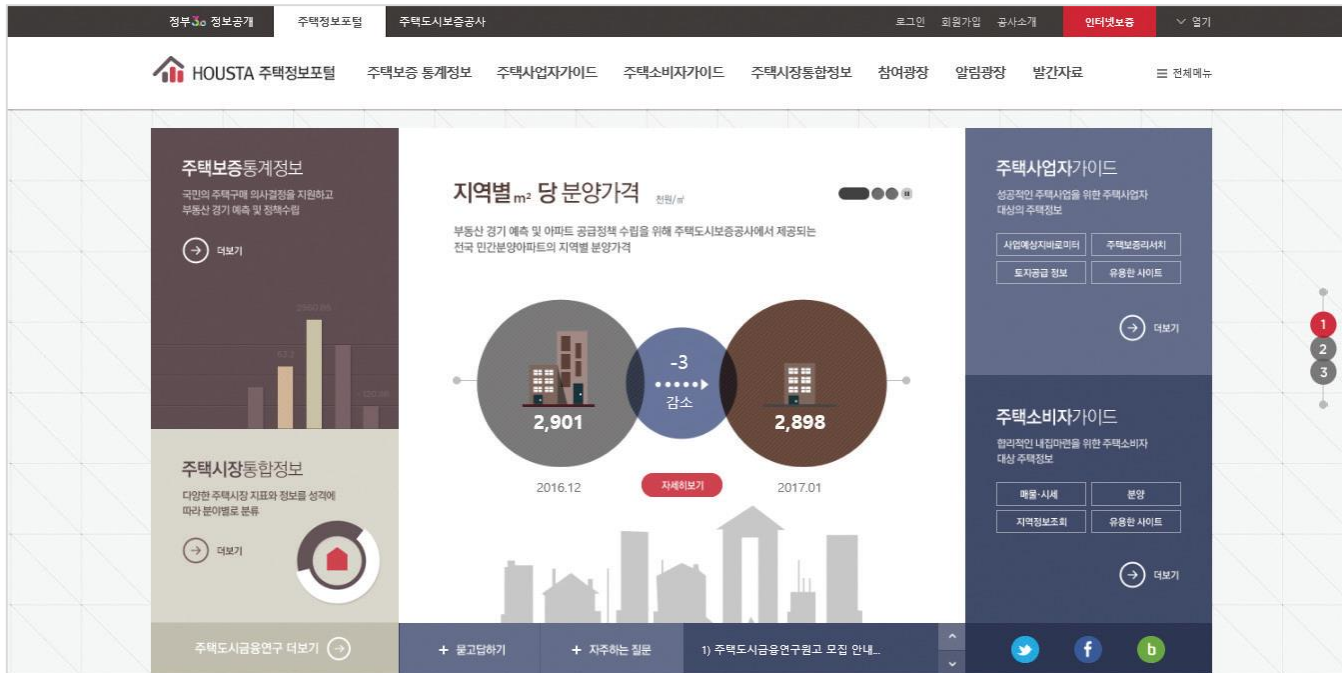 정부3.0 정보공개
주택정보포털
주택도시보증공사
로그인 회원가입 공사소개
인터넷보증
열기
HOUSTA 주택정보포털
주택보증 통계정보
주택사업자가이드
주택소비자가이드
주택시장통합정보
참여광장
알림광장
발간자료
전체메뉴
주택보증통계정보
국민의 주택구매 의사결정을 지원하고
부동산 경기 예측 및 정책수립
더보기
2960.05
53.2
주택시장통합정보
다양한 주택시장 지표와 정보를 성격에
따라 분야별로 분류
더보기
주택도시금융연구 더보기
지역별 m² 당 분양가격 천원/㎡
부동산 경기 예측 및 아파트 공급정책 수립을 위해 주택도시보증공사에서 제공되는
전국 민간분양아파트의 지역별 분양가격
2,901
-3
감소
2,898
2016.12
자세히보기
2017.01
+ 묻고답하기
+ 자주하는 질문
1) 주택도시금융연구원고 모집 안내...
주택사업자가이드
성공적인 주택사업을 위한 주택사업자
대상의 주택정보
사업예상지바로미터
주택보증리서치
토지공급 정보
유용한 사이트
더보기
주택소비자가이드
합리적인 내집마련을 위한 주택소비자
대상 주택정보
매물·시세
분양
지역정보조회
유용한 사이트
더보기
f
b
1
2
3